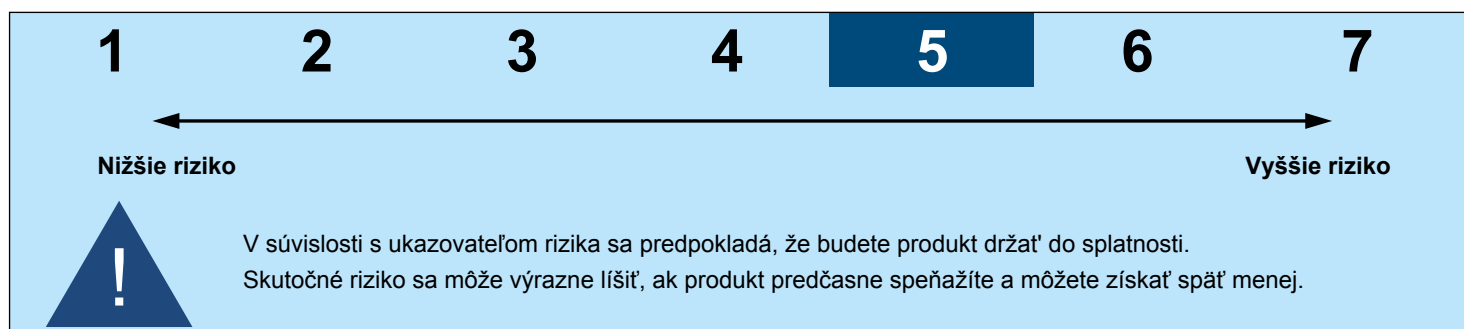 1 2 3 4 5 6 7
Nižšie riziko Vyššie riziko
!
V súvislosti s ukazovateľom rizika sa predpokladá, že budete produkt držat' do splatnosti.
Skutočné riziko sa môže výrazne líšiť, ak produkt predčasne speňažíte a môžete získať späť menej.